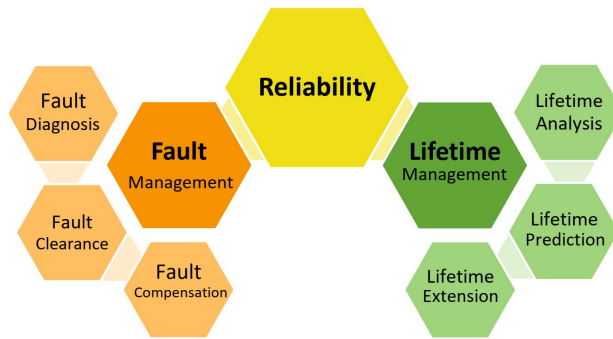 Reliability
Fault
Management
Fault
Diagnosis
Fault
Clearance
Fault
Compensation
Lifetime
Management
Lifetime
Analysis
Lifetime
Prediction
Lifetime
Extension